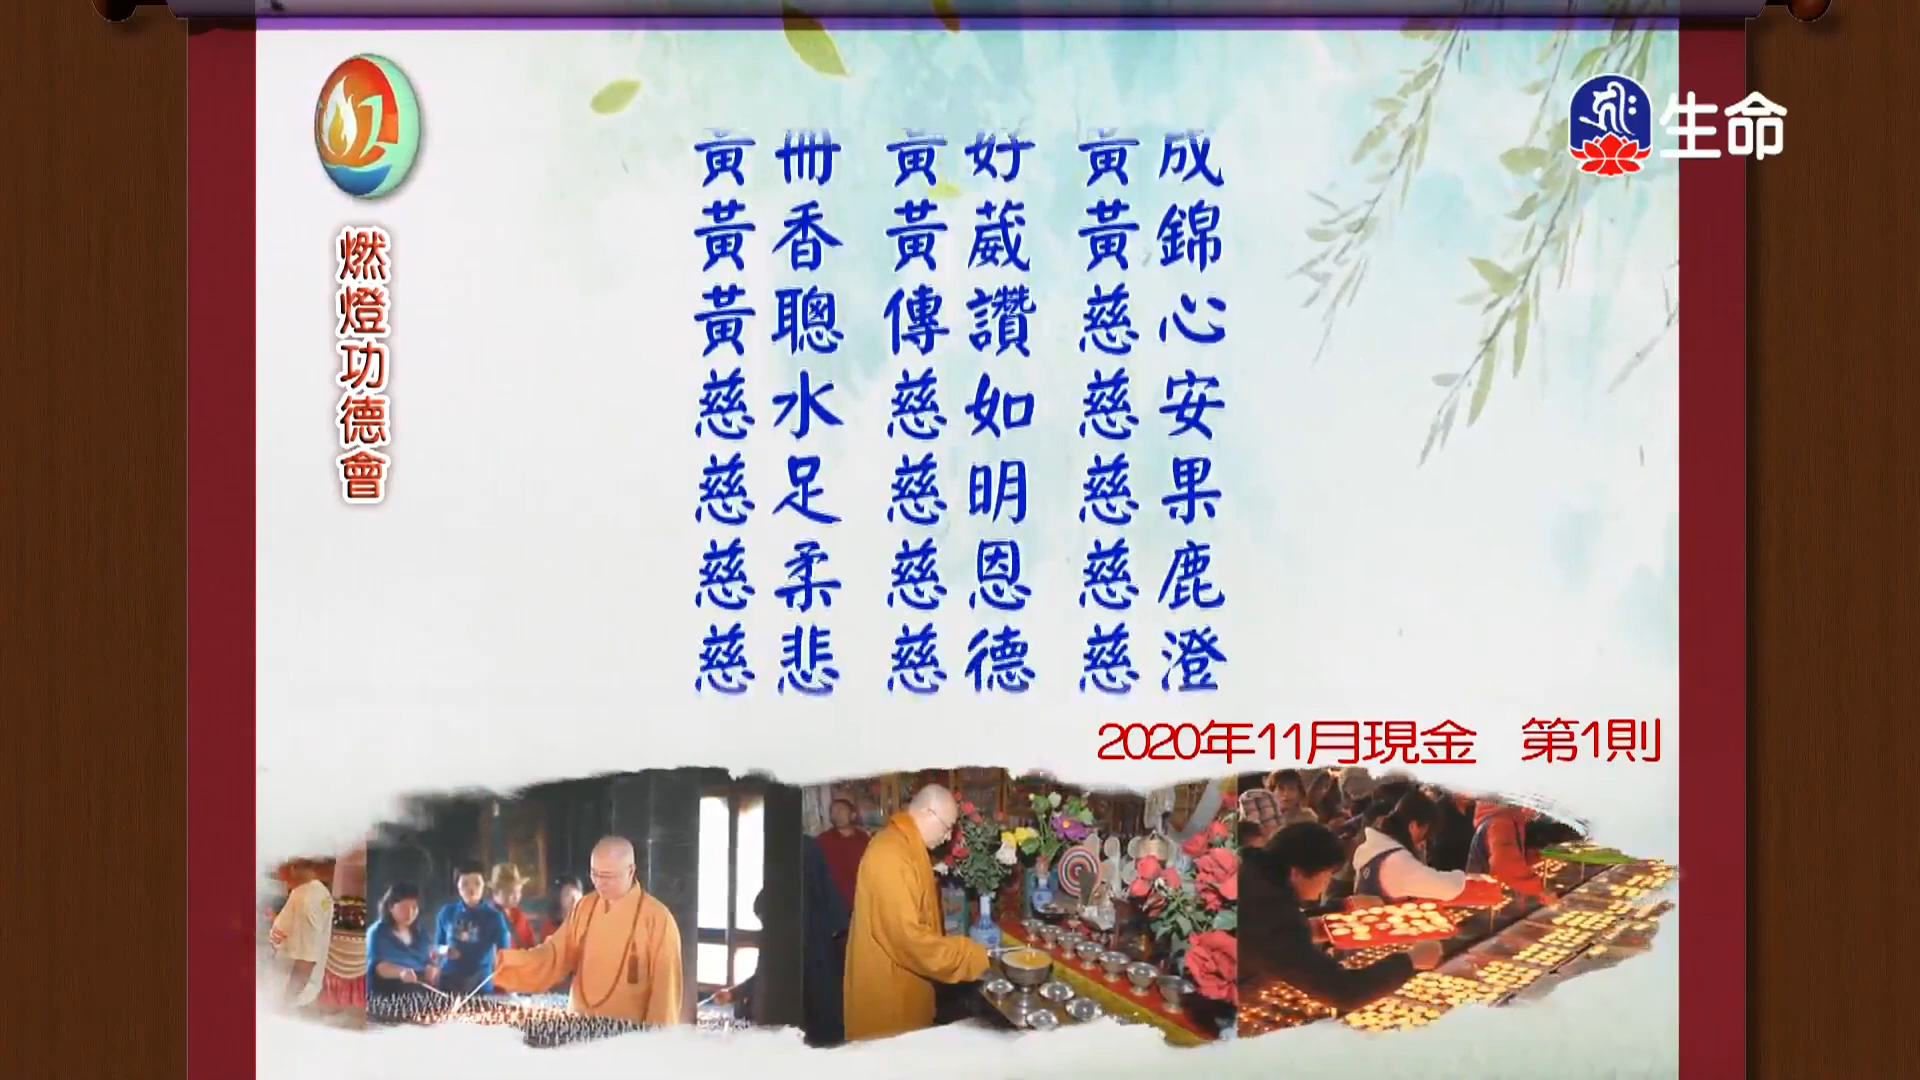 生命
燃燈功德會
黃冊 黃好 黃成
黃香 黃葳 黃錦
黃聰 傳讚 慈心
慈水 慈如 慈安
慈足 慈明 慈果
慈柔 慈恩 慈鹿
慈悲 慈德 慈澄
2020年11月現金 第1則